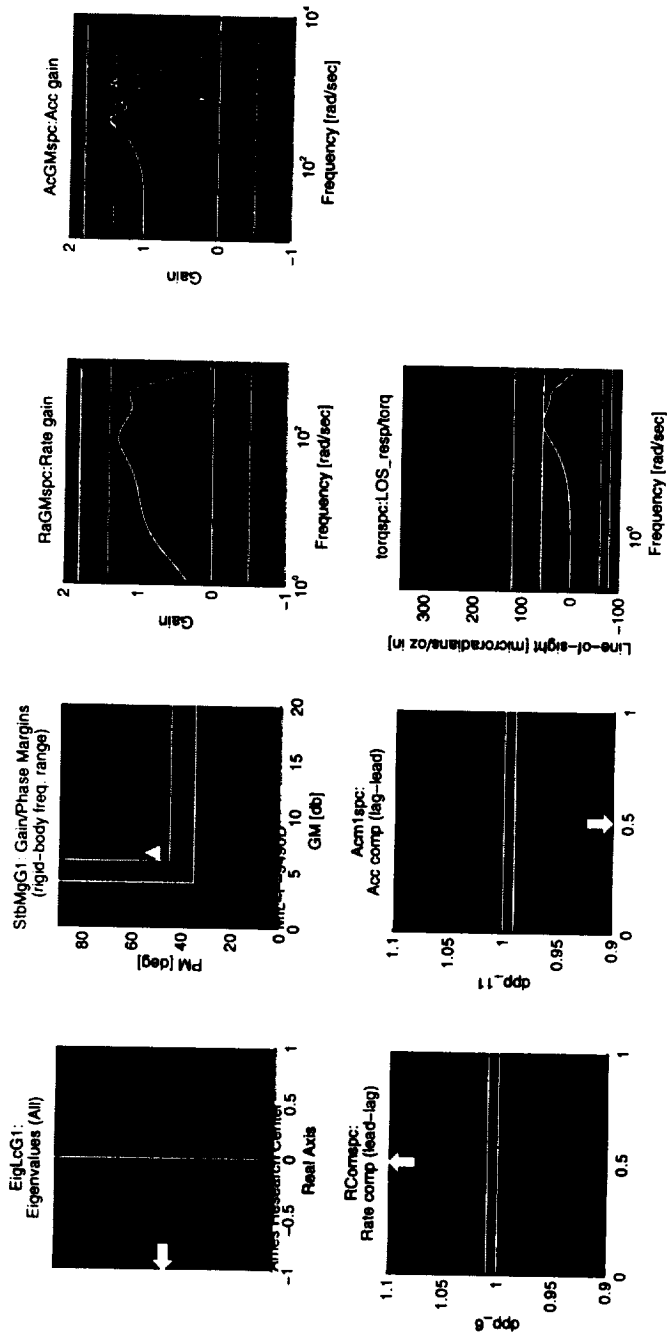 EigLcG1:
Eigenvalues (All)
Ames Research Center
-1
-0.5
0
0.5
1
Real Axis
StbMgG1: Gain/Phase Margins
(rigid-body freq. range)
PM [deg]
80
60
40
20
0
0
5
10
15
20
GM [db]
RaGMspc:Rate gain
Gain
2
1
0
-1
10⁰
10²
Frequency [rad/sec]
AcGMspc:Acc gain
Gain
2
1
0
-1
10²
10⁴
Frequency [rad/sec]
RComspc:
Rate comp (lead-lag)
dpp_6
1.1
1.05
1
0.95
0.9
0
0.5
1
Acm1spc:
Acc comp (lag-lead)
dpp_11
1.1
1.05
1
0.95
0.9
0
0.5
1
torqspc:LOS_resp/torq
Line-of-sight [microradians/oz in]
300
200
100
0
-100
10⁰
Frequency [rad/sec]